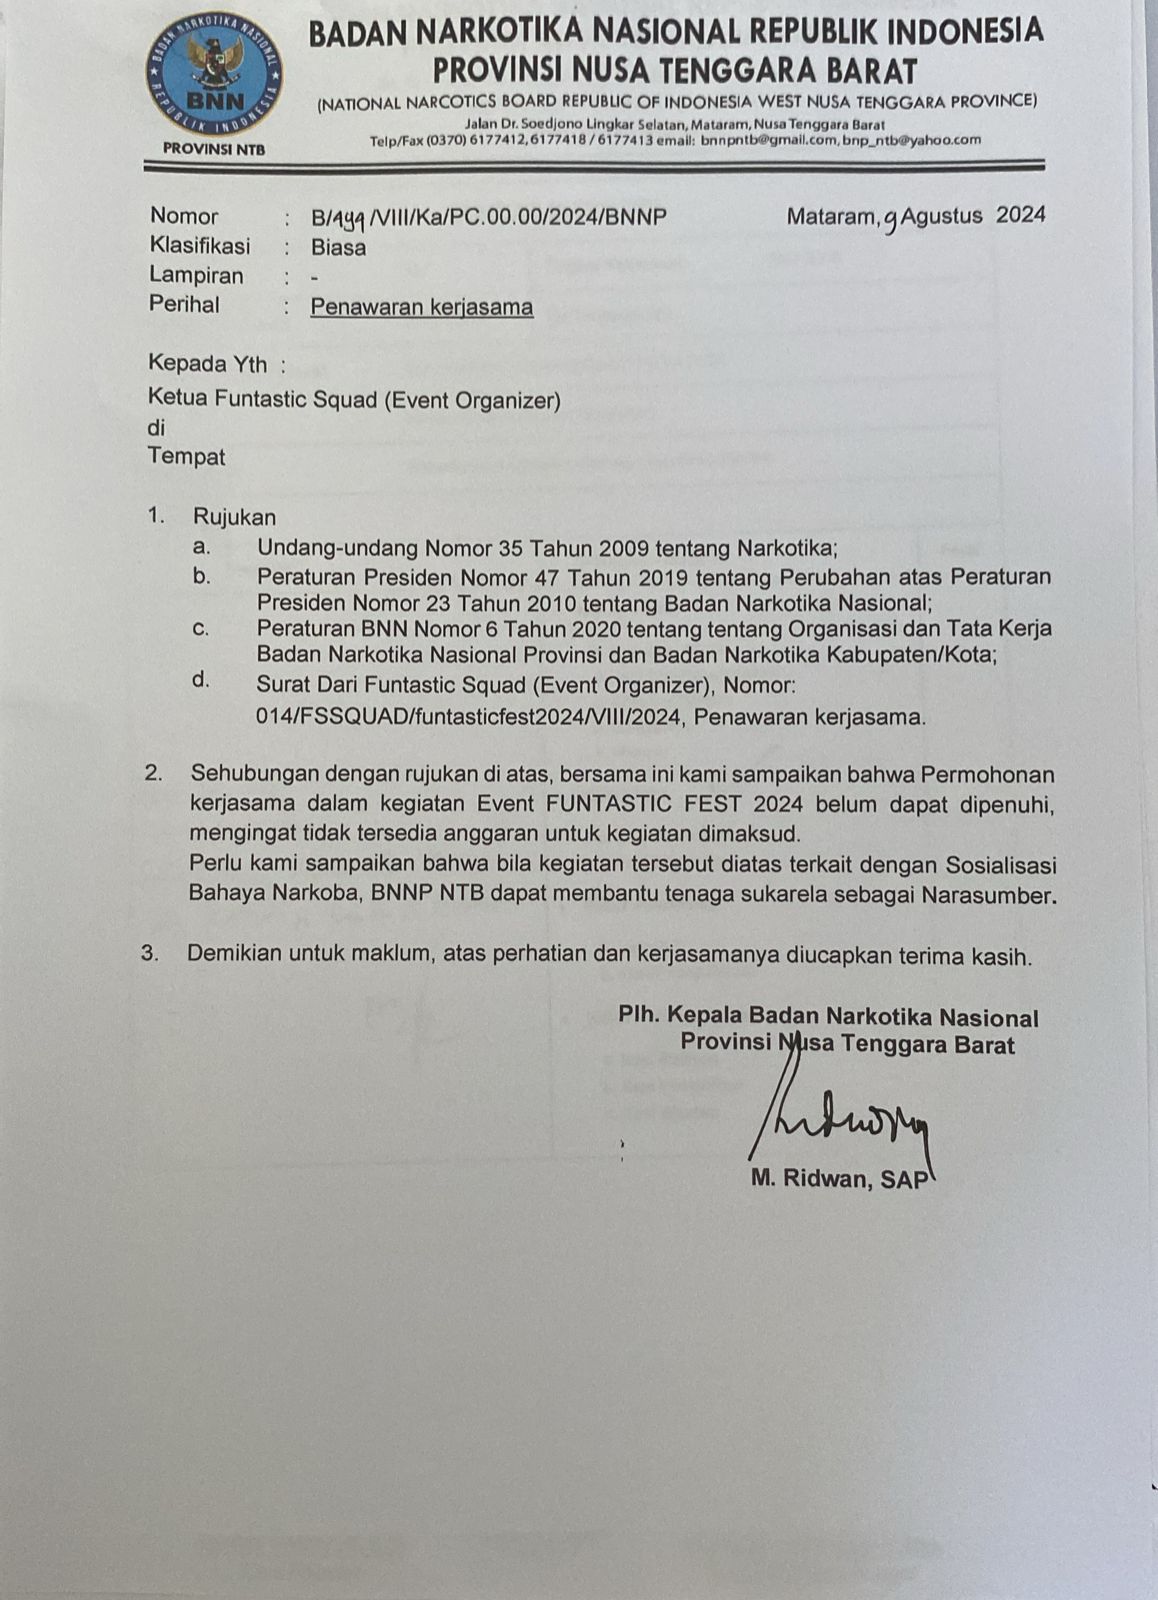 BADAN NARKOTIKA NASIONAL
REPUBLIK INDONESIA
BNN
PROVINSI NTB
BADAN NARKOTIKA NASIONAL REPUBLIK INDONESIA
PROVINSI NUSA TENGGARA BARAT
(NATIONAL NARCOTICS BOARD REPUBLIC OF INDONESIA WEST NUSA TENGGARA PROVINCE)
Jalan Dr. Soedjono Lingkar Selatan, Mataram, Nusa Tenggara Barat
Telp/Fax (0370) 6177412, 6177418 / 6177413 email: bnnpntb@gmail.com, bnp_ntb@yahoo.com
Nomor : B/ /VIII/Ka/PC.00.00/2024/BNNP Mataram, 9 Agustus 2024
Klasifikasi : Biasa
Lampiran : -
Perihal : Penawaran kerjasama
Kepada Yth :
Ketua Funtastic Squad (Event Organizer)
di
Tempat
1. Rujukan
a. Undang-undang Nomor 35 Tahun 2009 tentang Narkotika;
b. Peraturan Presiden Nomor 47 Tahun 2019 tentang Perubahan atas Peraturan
Presiden Nomor 23 Tahun 2010 tentang Badan Narkotika Nasional;
c. Peraturan BNN Nomor 6 Tahun 2020 tentang tentang Organisasi dan Tata Kerja
Badan Narkotika Nasional Provinsi dan Badan Narkotika Kabupaten/Kota;
d. Surat Dari Funtastic Squad (Event Organizer), Nomor:
014/FSSQUAD/funtasticfest2024/VIII/2024, Penawaran kerjasama.
2. Sehubungan dengan rujukan di atas, bersama ini kami sampaikan bahwa Permohonan
kerjasama dalam kegiatan Event FUNTASTIC FEST 2024 belum dapat dipenuhi,
mengingat tidak tersedia anggaran untuk kegiatan dimaksud.
Perlu kami sampaikan bahwa bila kegiatan tersebut diatas terkait dengan Sosialisasi
Bahaya Narkoba, BNNP NTB dapat membantu tenaga sukarela sebagai Narasumber.
3. Demikian untuk maklum, atas perhatian dan kerjasamanya diucapkan terima kasih.
Plh. Kepala Badan Narkotika Nasional
Provinsi Nusa Tenggara Barat
M. Ridwan, SAP